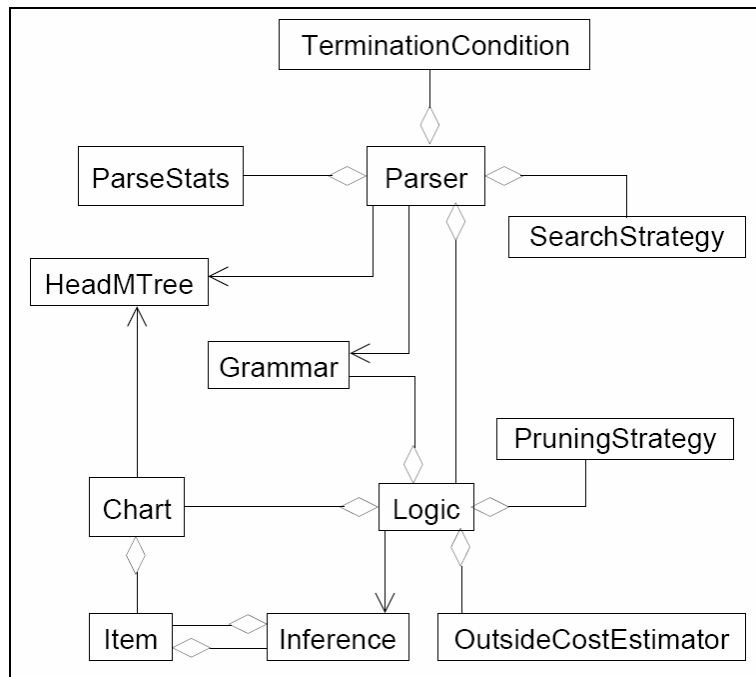 TerminationCondition
ParseStats
Parser
SearchStrategy
HeadMTree
Grammar
PruningStrategy
Chart
Logic
Item
Inference
OutsideCostEstimator